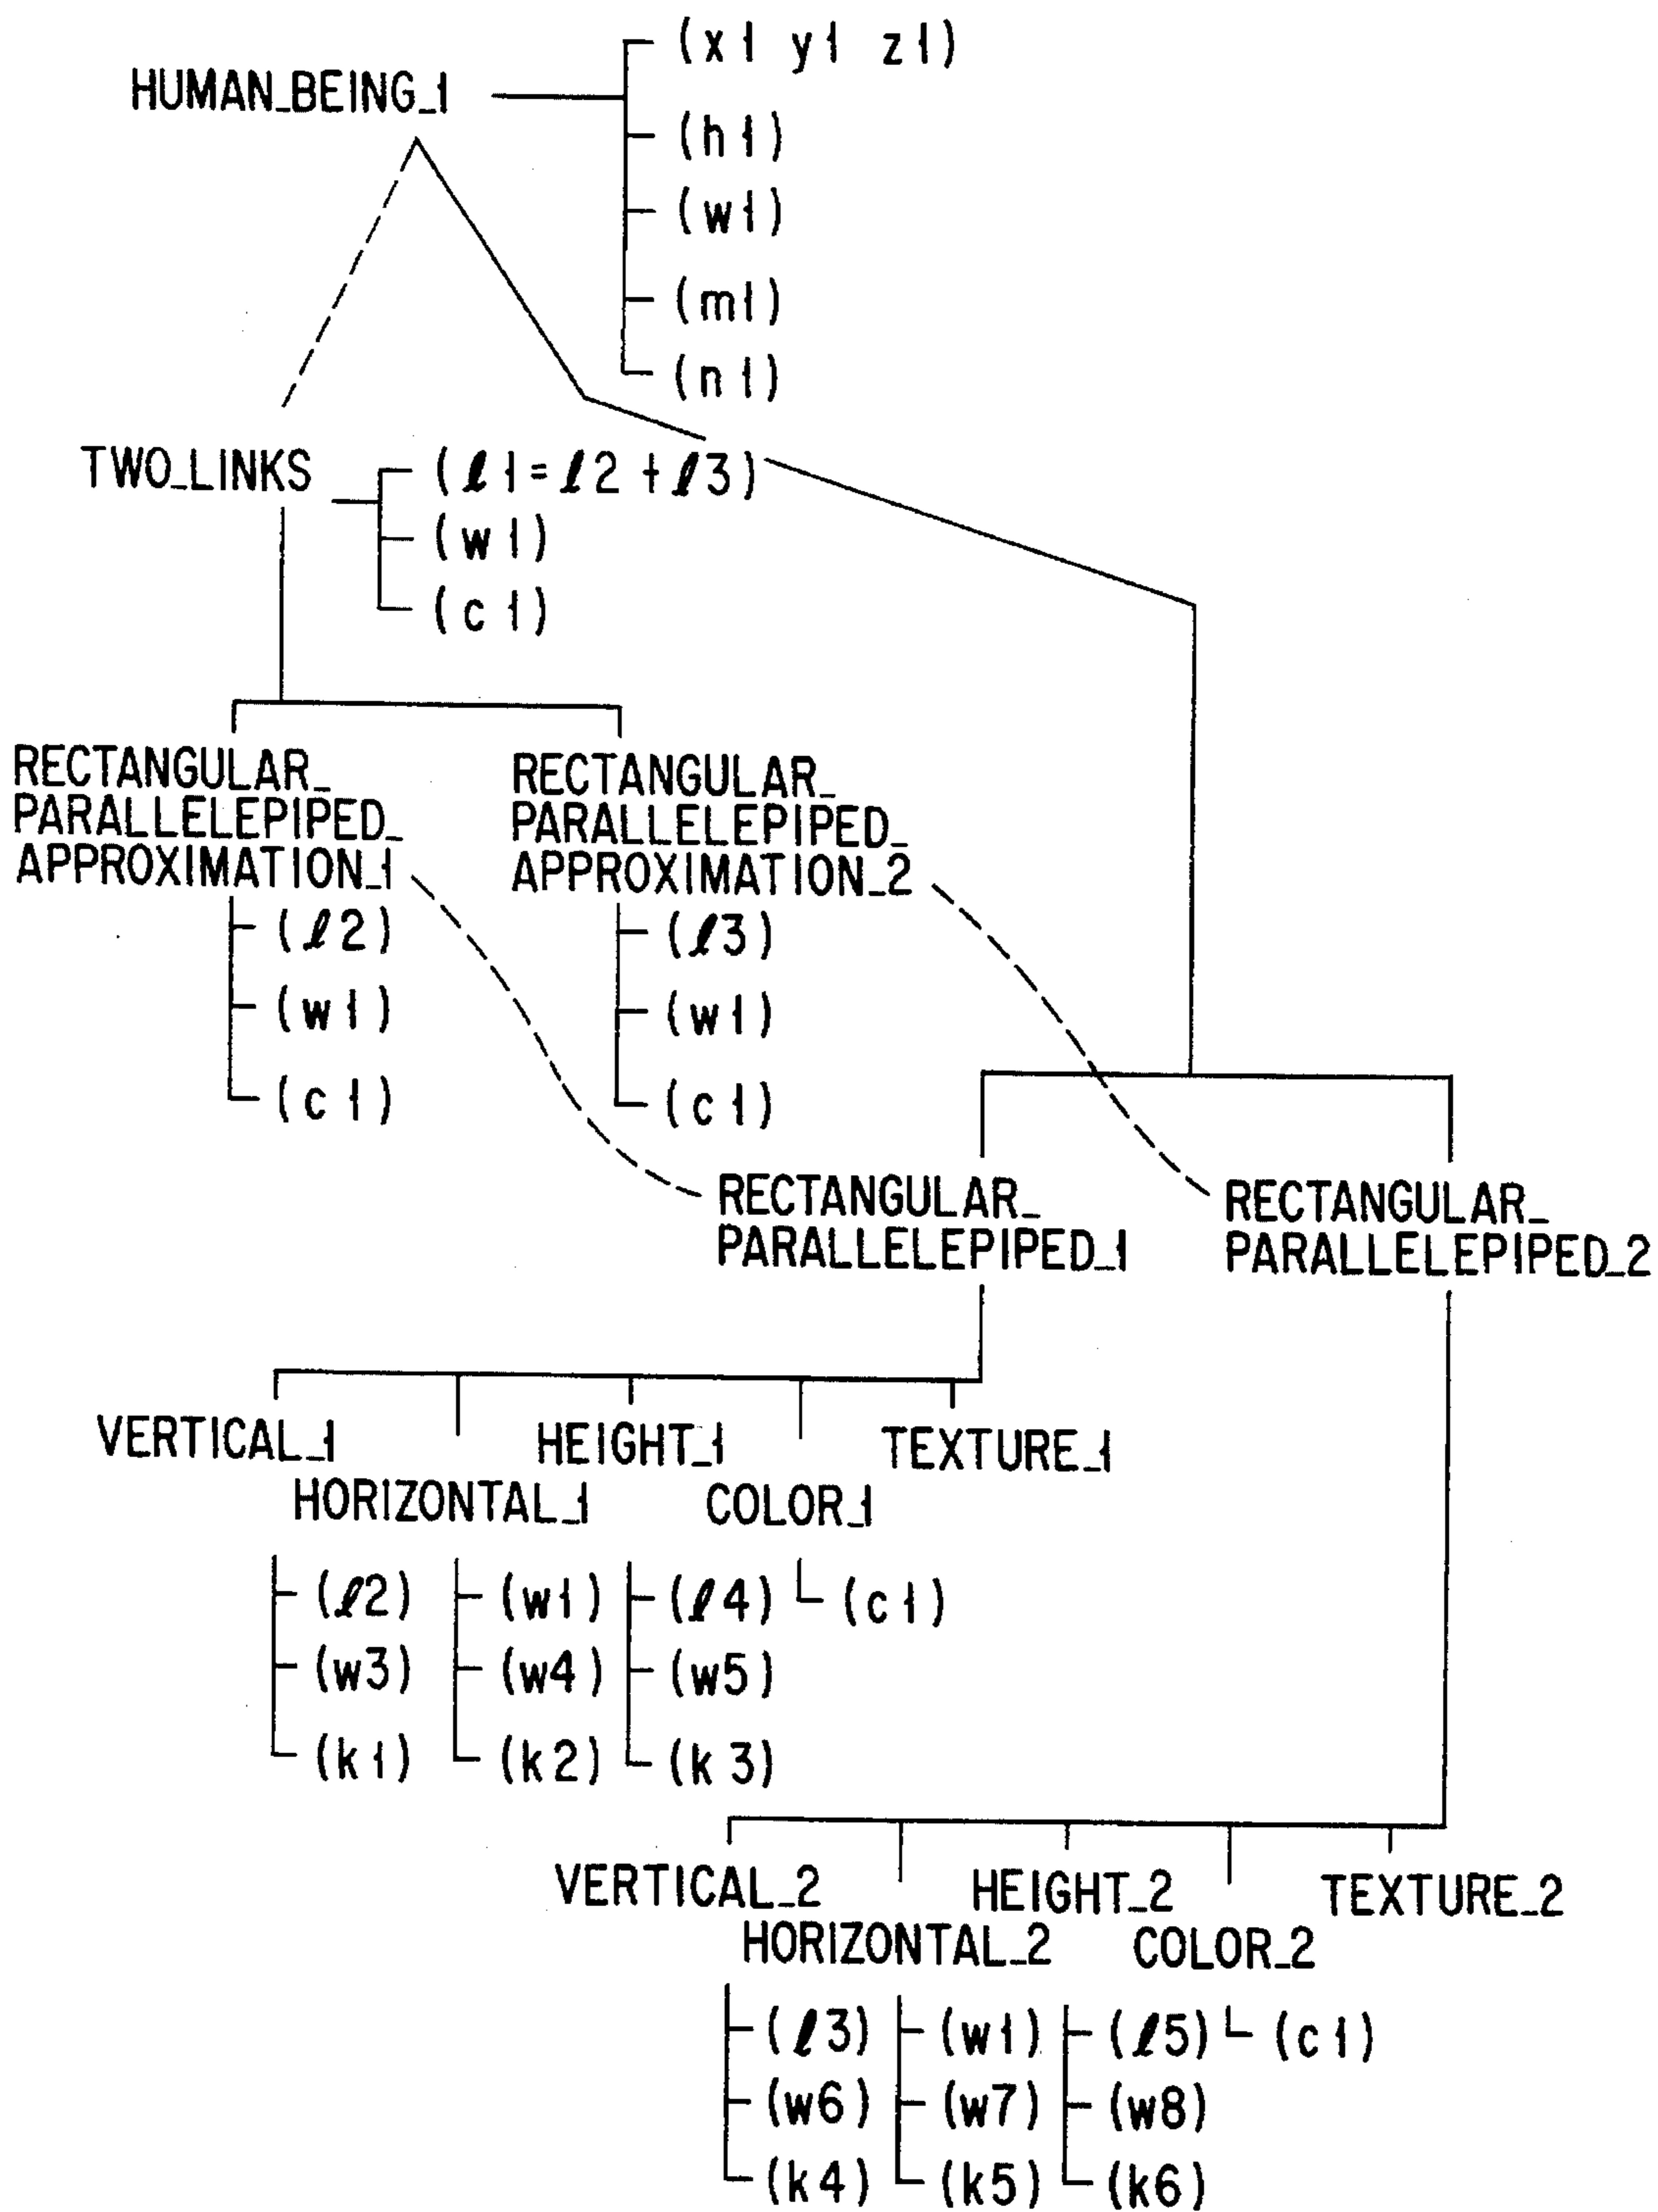 (x1 y1 z1)
HUMAN_BEING_1
(h1)
(w1)
(m1)
(n1)
TWO_LINKS
(ℓ1=ℓ2+ℓ3)
(w1)
(c1)
RECTANGULAR_
PARALLELEPIPED_
APPROXIMATION_1
(ℓ2)
(w1)
(c1)
RECTANGULAR_
PARALLELEPIPED_
APPROXIMATION_2
(ℓ3)
(w1)
(c1)
RECTANGULAR_
PARALLELEPIPED_1
RECTANGULAR_
PARALLELEPIPED_2
VERTICAL_1 HEIGHT_1 TEXTURE_1
HORIZONTAL_1 COLOR_1
(ℓ2) (w1) (ℓ4) (c1)
(w3) (w4) (w5)
(k1) (k2) (k3)
VERTICAL_2 HEIGHT_2 TEXTURE_2
HORIZONTAL_2 COLOR_2
(ℓ3) (w1) (ℓ5) (c1)
(w6) (w7) (w8)
(k4) (k5) (k6)